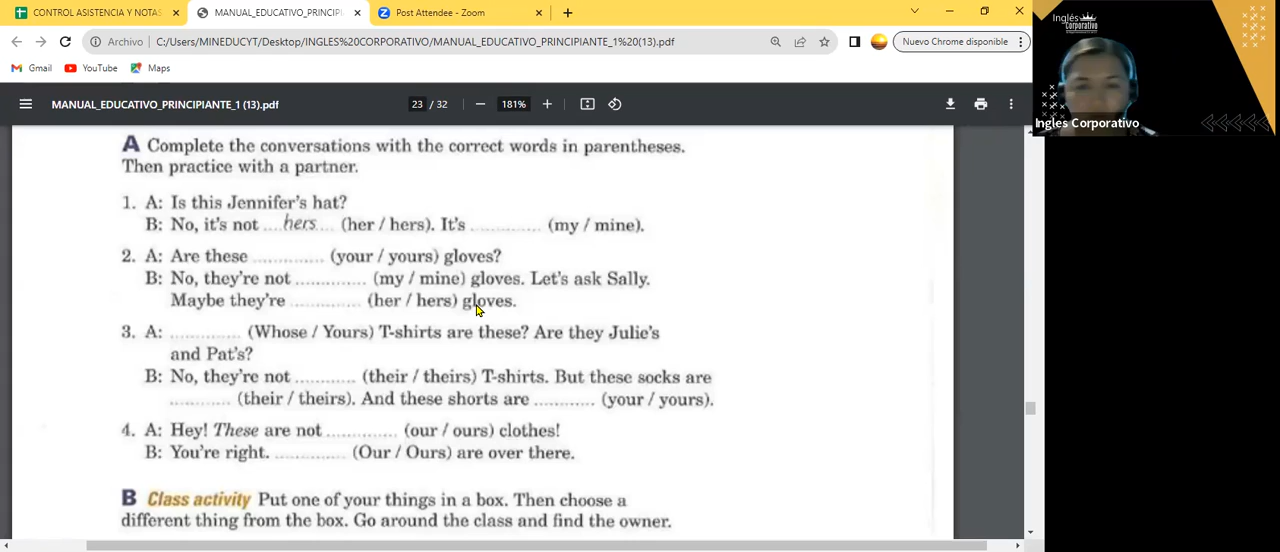 CONTROL ASISTENCIA Y NOTAS
MANUAL_EDUCATIVO_PRINCIPI
Post Attendee - Zoom
Archivo
C:/Users/MINEDUCYT/Desktop/INGLES%20CORPORATIVO/MANUAL_EDUCATIVO_PRINCIPIANTE_1%20(13).pdf
Nuevo Chrome disponible
Gmail
YouTube
Maps
Inglés
Corporativo
Ingles Corporativo
MANUAL_EDUCATIVO_PRINCIPIANTE_1 (13).pdf
23 / 32
181%
A Complete the conversations with the correct words in parentheses.
Then practice with a partner.
1. A: Is this Jennifer's hat?
B: No, it's not ....hers.... (her / hers). It's .............. (my / mine).
2. A: Are these .............. (your / yours) gloves?
B: No, they're not .............. (my / mine) gloves. Let's ask Sally.
Maybe they're .............. (her / hers) gloves.
3. A: .............. (Whose / Yours) T-shirts are these? Are they Julie's
and Pat's?
B: No, they're not ............ (their / theirs) T-shirts. But these socks are
............ (their / theirs). And these shorts are ............ (your / yours).
4. A: Hey! These are not .............. (our / ours) clothes!
B: You're right. .............. (Our / Ours) are over there.
B Class activity Put one of your things in a box. Then choose a
different thing from the box. Go around the class and find the owner.